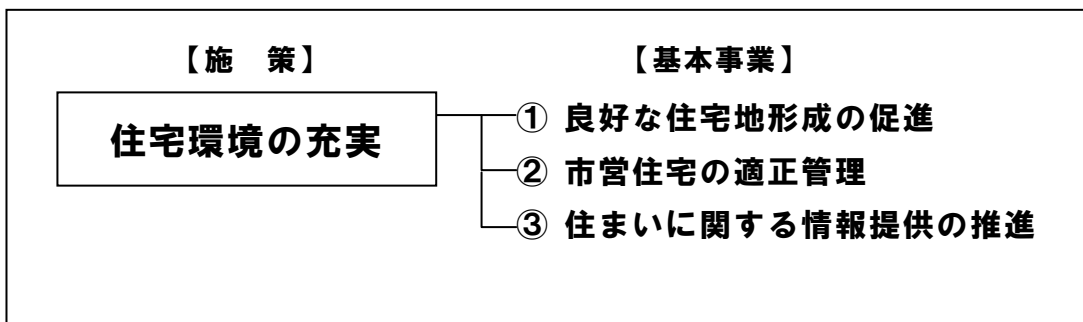 【施　策】
【基本事業】
住宅環境の充実
① 良好な住宅地形成の促進
② 市営住宅の適正管理
③ 住まいに関する情報提供の推進